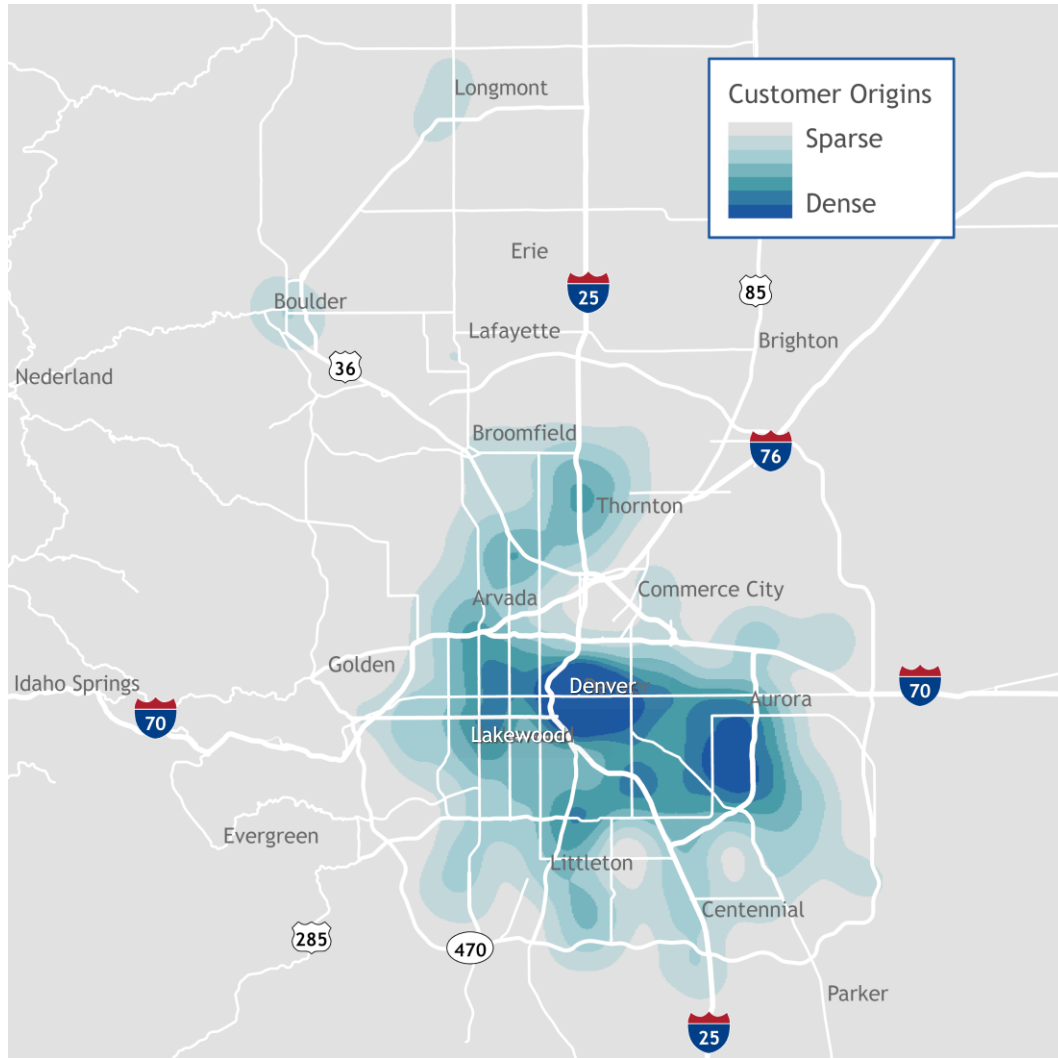 Longmont
Customer Origins
Sparse
Dense
Erie
25
85
Boulder
Lafayette
Brighton
36
Nederland
Broomfield
76
Thornton
Commerce City
Arvada
Golden
Idaho Springs
Denver
70
Aurora
70
Lakewood
Evergreen
Littleton
Centennial
285
470
Parker
25